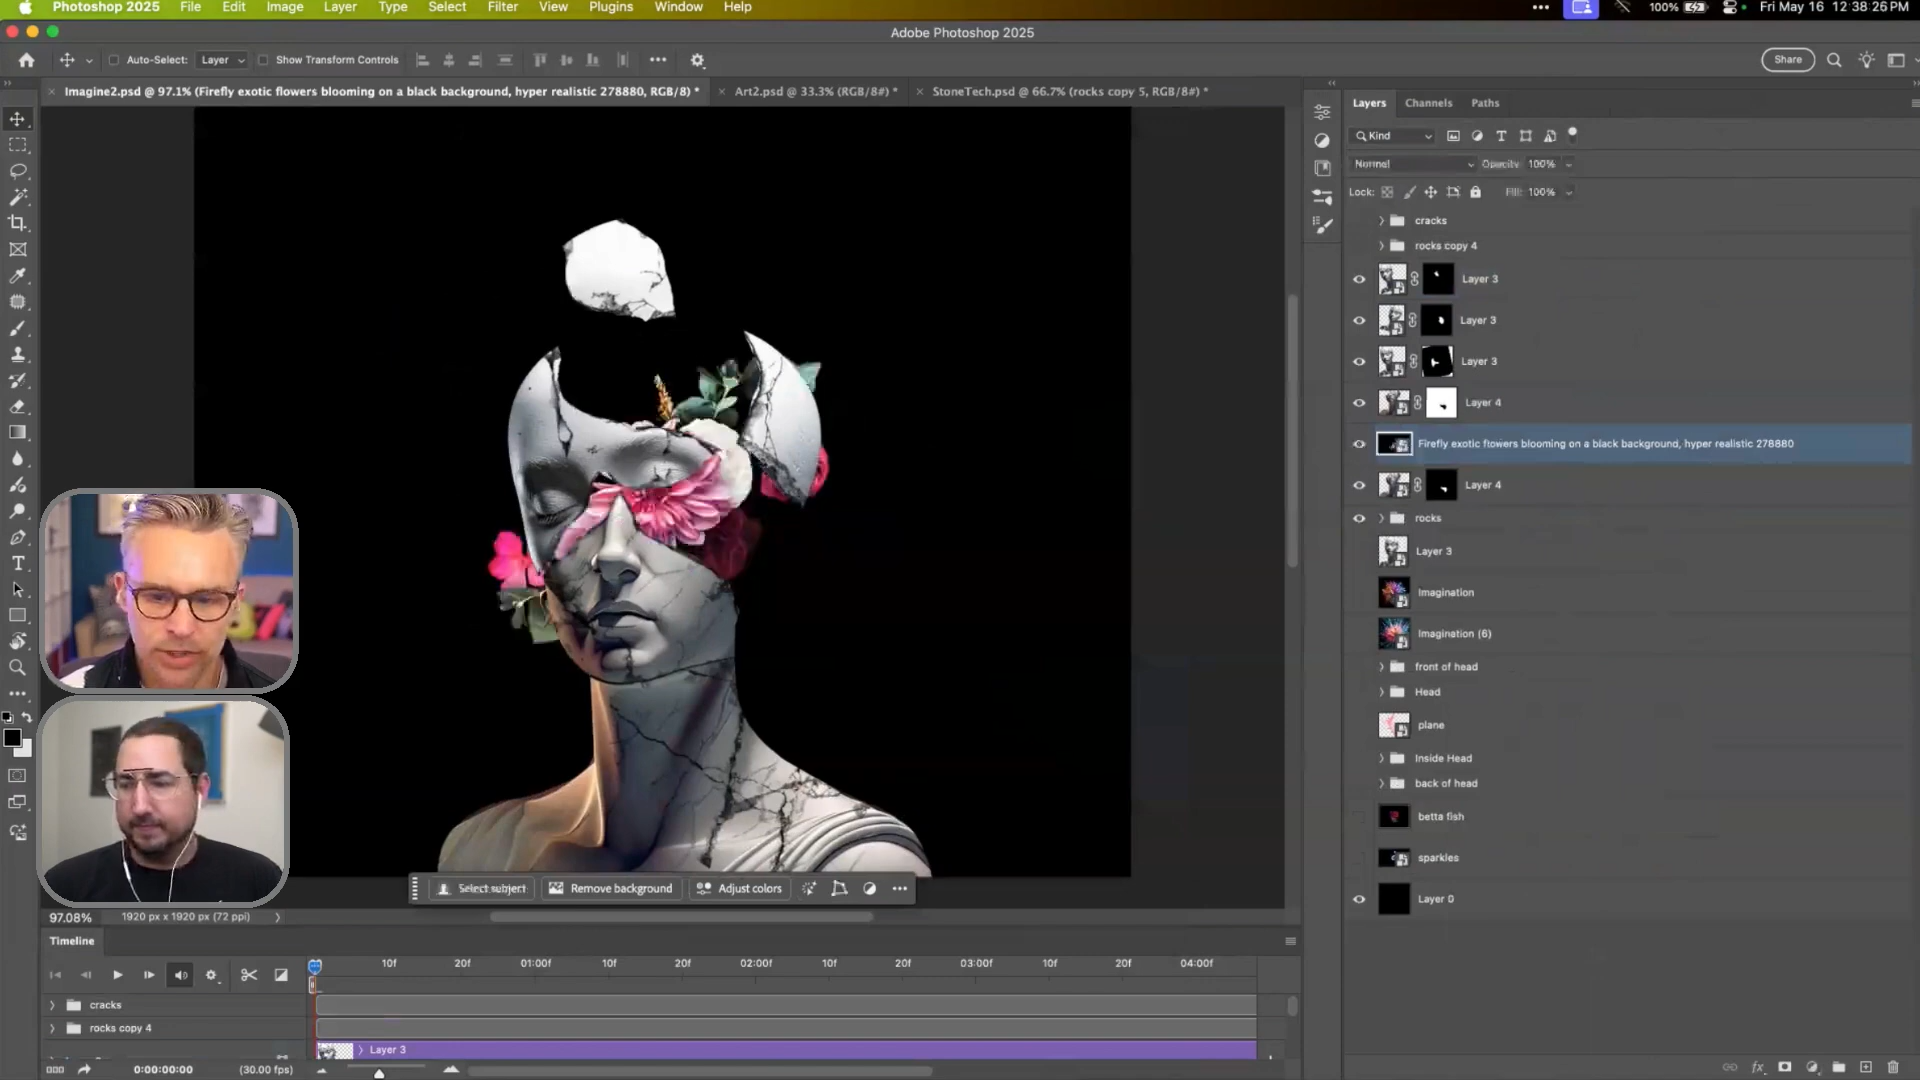 Photoshop 2025 File Edit Image Layer Type Select Filter View Plugins Window Help 100% Fri May 16 12:38:26 PM
Adobe Photoshop 2025
Auto-Select: Layer Show Transform Controls Share
Imagine2.psd @ 97.1% (Firefly exotic flowers blooming on a black background, hyper realistic 278880, RGB/8) * Art2.psd @ 33.3% (RGB/8#) * StoneTech.psd @ 66.7% (rocks copy 5, RGB/8#) *
Layers Channels Paths
Kind
Normal Opacity: 100%
Lock: Fill: 100%
cracks
rocks copy 4
Layer 3
Layer 3
Layer 3
Layer 4
Firefly exotic flowers blooming on a black background, hyper realistic 278880
Layer 4
rocks
Layer 3
Imagination
Imagination (6)
front of head
Head
plane
Inside Head
back of head
betta fish
sparkles
Layer 0
Select subject Remove background Adjust colors
97.08% 1920 px x 1920 px (72 ppi)
Timeline
10f 20f 01:00f 10f 20f 02:00f 10f 20f 03:00f 10f 20f 04:00f
cracks
rocks copy 4
Layer 3
0:00:00:00 (30.00 fps)